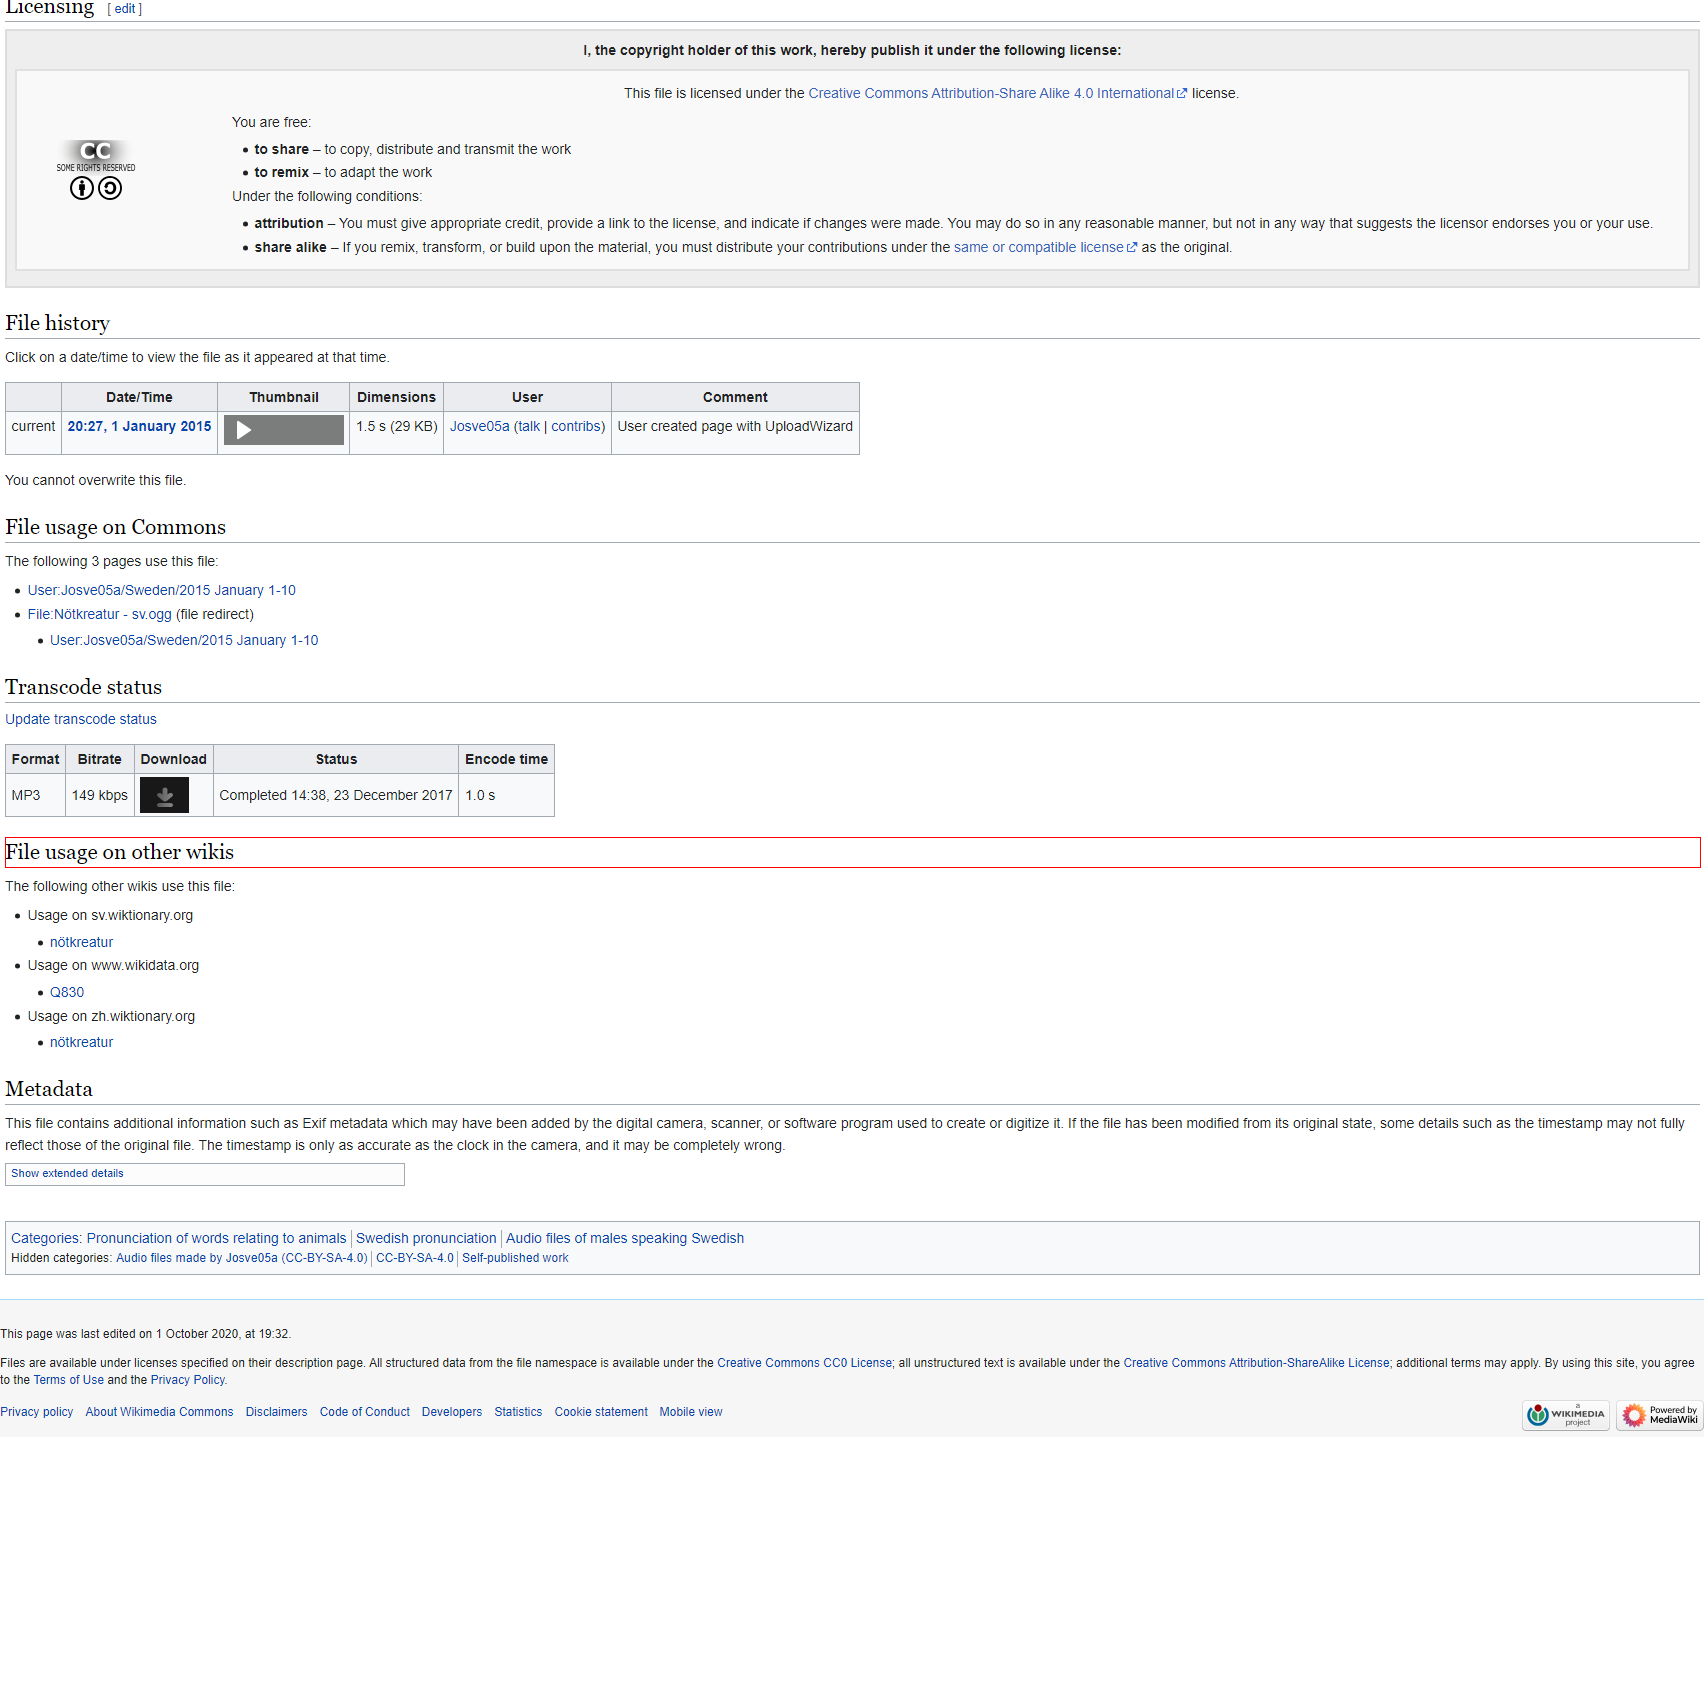 Licensing [ edit ]
I, the copyright holder of this work, hereby publish it under the following license:
This file is licensed under the Creative Commons Attribution-Share Alike 4.0 International license.
CC
SOME RIGHTS RESERVED
You are free:
• to share – to copy, distribute and transmit the work
• to remix – to adapt the work
Under the following conditions:
• attribution – You must give appropriate credit, provide a link to the license, and indicate if changes were made. You may do so in any reasonable manner, but not in any way that suggests the licensor endorses you or your use.
• share alike – If you remix, transform, or build upon the material, you must distribute your contributions under the same or compatible license as the original.
File history
Click on a date/time to view the file as it appeared at that time.
Date/Time Thumbnail Dimensions User Comment
current 20:27, 1 January 2015 1.5 s (29 KB) Josve05a (talk | contribs) User created page with UploadWizard
You cannot overwrite this file.
File usage on Commons
The following 3 pages use this file:
• User:Josve05a/Sweden/2015 January 1-10
• File:Nötkreatur - sv.ogg (file redirect)
• User:Josve05a/Sweden/2015 January 1-10
Transcode status
Update transcode status
Format Bitrate Download Status Encode time
MP3 149 kbps Completed 14:38, 23 December 2017 1.0 s
File usage on other wikis
The following other wikis use this file:
• Usage on sv.wiktionary.org
• nötkreatur
• Usage on www.wikidata.org
• Q830
• Usage on zh.wiktionary.org
• nötkreatur
Metadata
This file contains additional information such as Exif metadata which may have been added by the digital camera, scanner, or software program used to create or digitize it. If the file has been modified from its original state, some details such as the timestamp may not fully
reflect those of the original file. The timestamp is only as accurate as the clock in the camera, and it may be completely wrong.
Show extended details
Categories: Pronunciation of words relating to animals | Swedish pronunciation | Audio files of males speaking Swedish
Hidden categories: Audio files made by Josve05a (CC-BY-SA-4.0) | CC-BY-SA-4.0 | Self-published work
This page was last edited on 1 October 2020, at 19:32.
Files are available under licenses specified on their description page. All structured data from the file namespace is available under the Creative Commons CC0 License; all unstructured text is available under the Creative Commons Attribution-ShareAlike License; additional terms may apply. By using this site, you agree
to the Terms of Use and the Privacy Policy.
Privacy policy About Wikimedia Commons Disclaimers Code of Conduct Developers Statistics Cookie statement Mobile view
a WIKIMEDIA project
Powered by MediaWiki